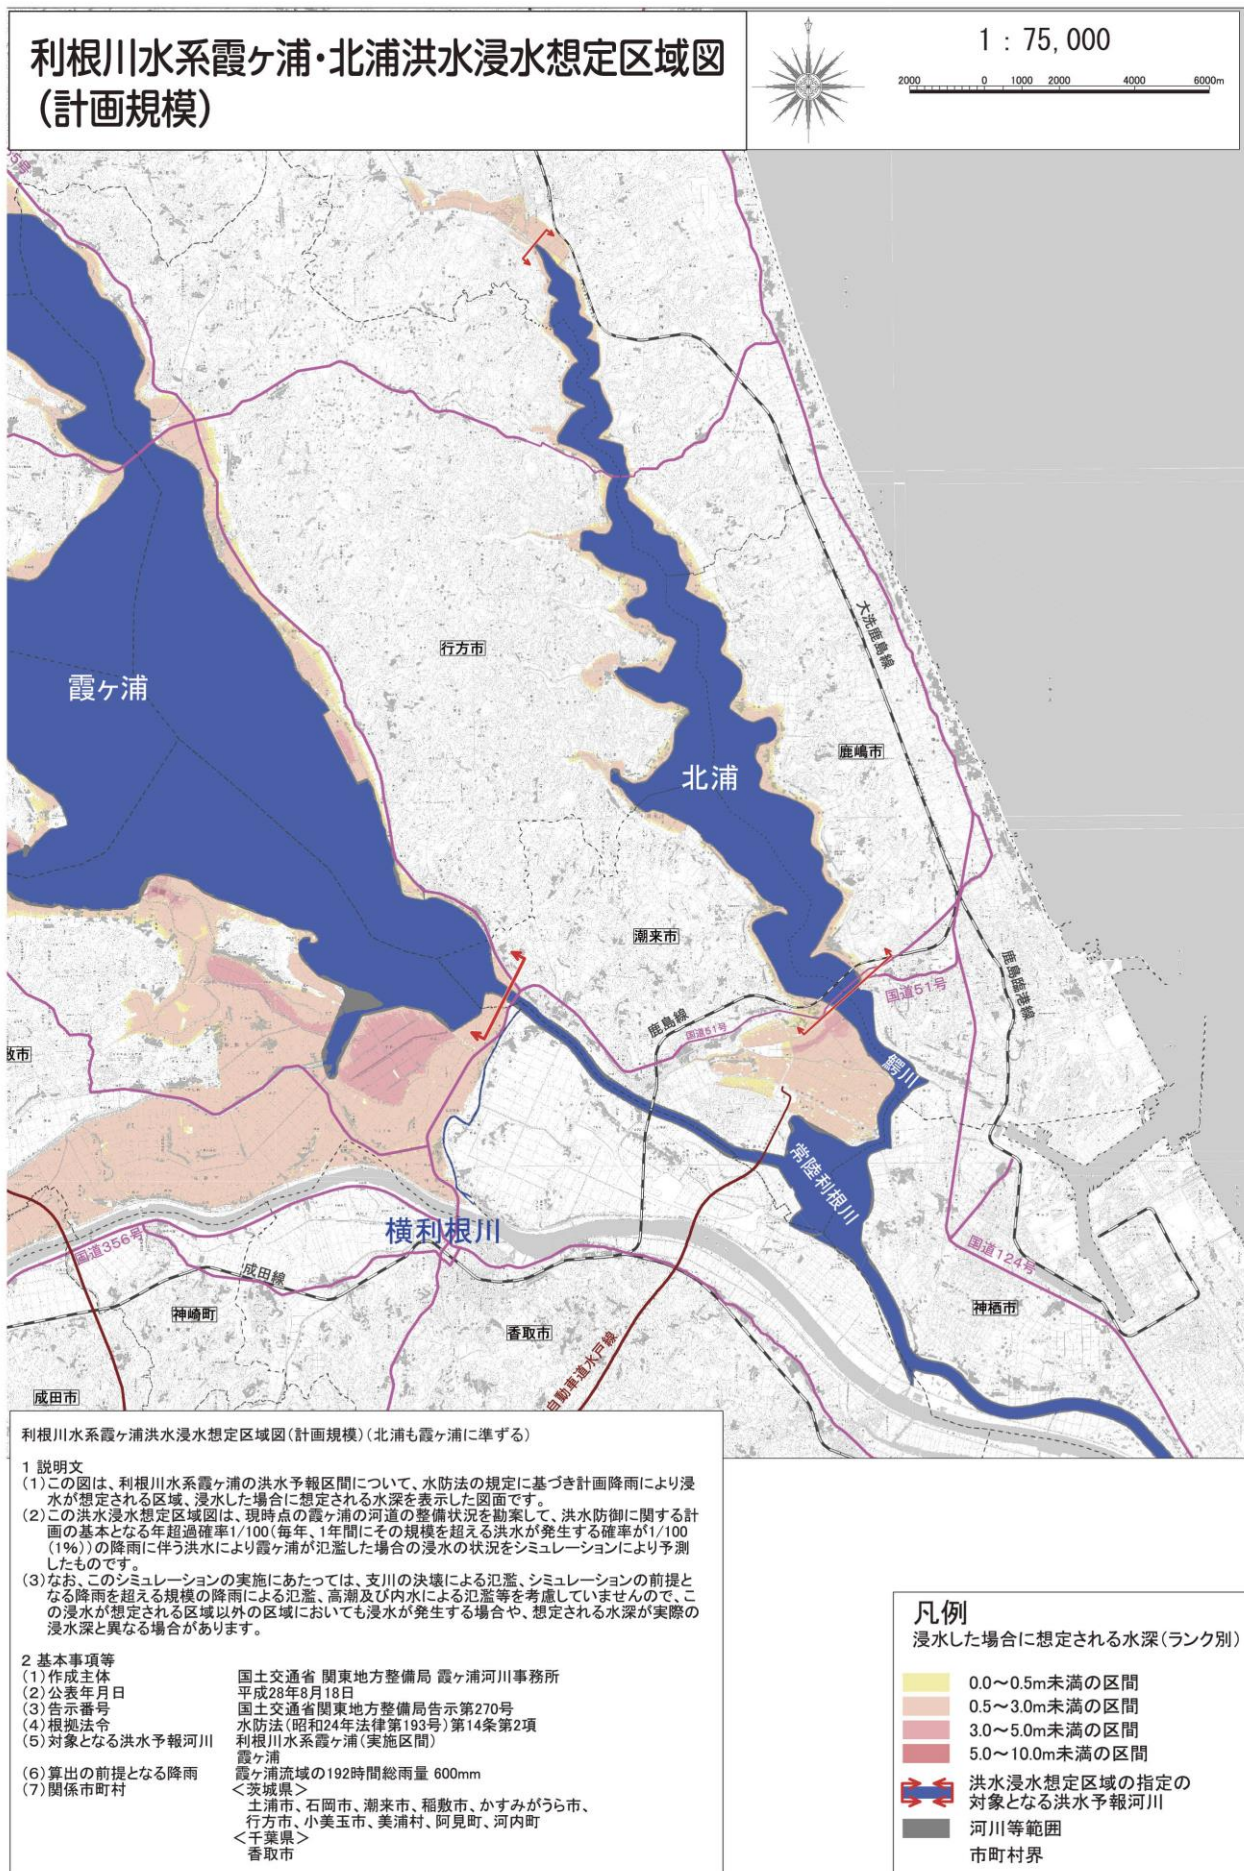 利根川水系霞ヶ浦・北浦洪水浸水想定区域図
(計画規模)
1 : 75,000
2000 0 1000 2000 4000 6000m
行方市
大洗鹿島線
霞ヶ浦
北浦
鹿嶋市
潮来市
鹿島臨港線
国道51号
鹿島線
国道51号
敷市
鰐川
常陸利根川
横利根川
国道356号
成田線
国道124号
神崎町
香取市
神栖市
自動車道水戸線
成田市
利根川水系霞ヶ浦洪水浸水想定区域図(計画規模)(北浦も霞ヶ浦に準ずる)
1 説明文
(1)この図は、利根川水系霞ヶ浦の洪水予報区間について、水防法の規定に基づき計画降雨により浸
水が想定される区域、浸水した場合に想定される水深を表示した図面です。
(2)この洪水浸水想定区域図は、現時点の霞ヶ浦の河道の整備状況を勘案して、洪水防御に関する計
画の基本となる年超過確率1/100(毎年、1年間にその規模を超える洪水が発生する確率が1/100
(1%))の降雨に伴う洪水により霞ヶ浦が氾濫した場合の浸水の状況をシミュレーションにより予測
したものです。
(3)なお、このシミュレーションの実施にあたっては、支川の決壊による氾濫、シミュレーションの前提と
なる降雨を超える規模の降雨による氾濫、高潮及び内水による氾濫等を考慮していませんので、こ
の浸水が想定される区域以外の区域においても浸水が発生する場合や、想定される水深が実際の
浸水深と異なる場合があります。
2 基本事項等
(1)作成主体 国土交通省 関東地方整備局 霞ヶ浦河川事務所
(2)公表年月日 平成28年8月18日
(3)告示番号 国土交通省関東地方整備局告示第270号
(4)根拠法令 水防法(昭和24年法律第193号)第14条第2項
(5)対象となる洪水予報河川 利根川水系霞ヶ浦(実施区間)
霞ヶ浦
(6)算出の前提となる降雨 霞ヶ浦流域の192時間総雨量 600mm
(7)関係市町村 <茨城県>
土浦市、石岡市、潮来市、稲敷市、かすみがうら市、
行方市、小美玉市、美浦村、阿見町、河内町
<千葉県>
香取市
凡例
浸水した場合に想定される水深(ランク別)
0.0~0.5m未満の区間
0.5~3.0m未満の区間
3.0~5.0m未満の区間
5.0~10.0m未満の区間
洪水浸水想定区域の指定の
対象となる洪水予報河川
河川等範囲
市町村界